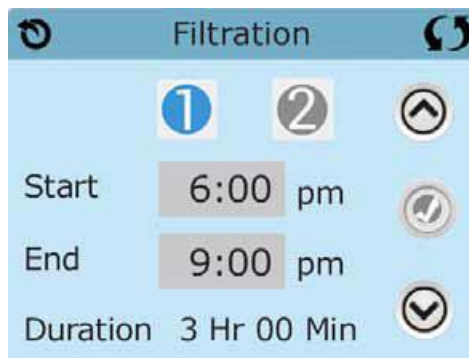 Filtration
1 2
Start 6:00 pm
End 9:00 pm
Duration 3 Hr 00 Min